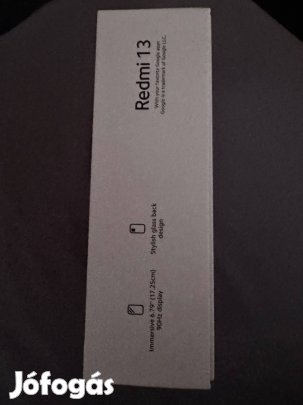 Redmi 13
With your favorite Google apps
Google is a trademark of Google LLC.
Stylish glass back
design
Immersive 6.79" (17.25cm)
90Hz display
Jófogás